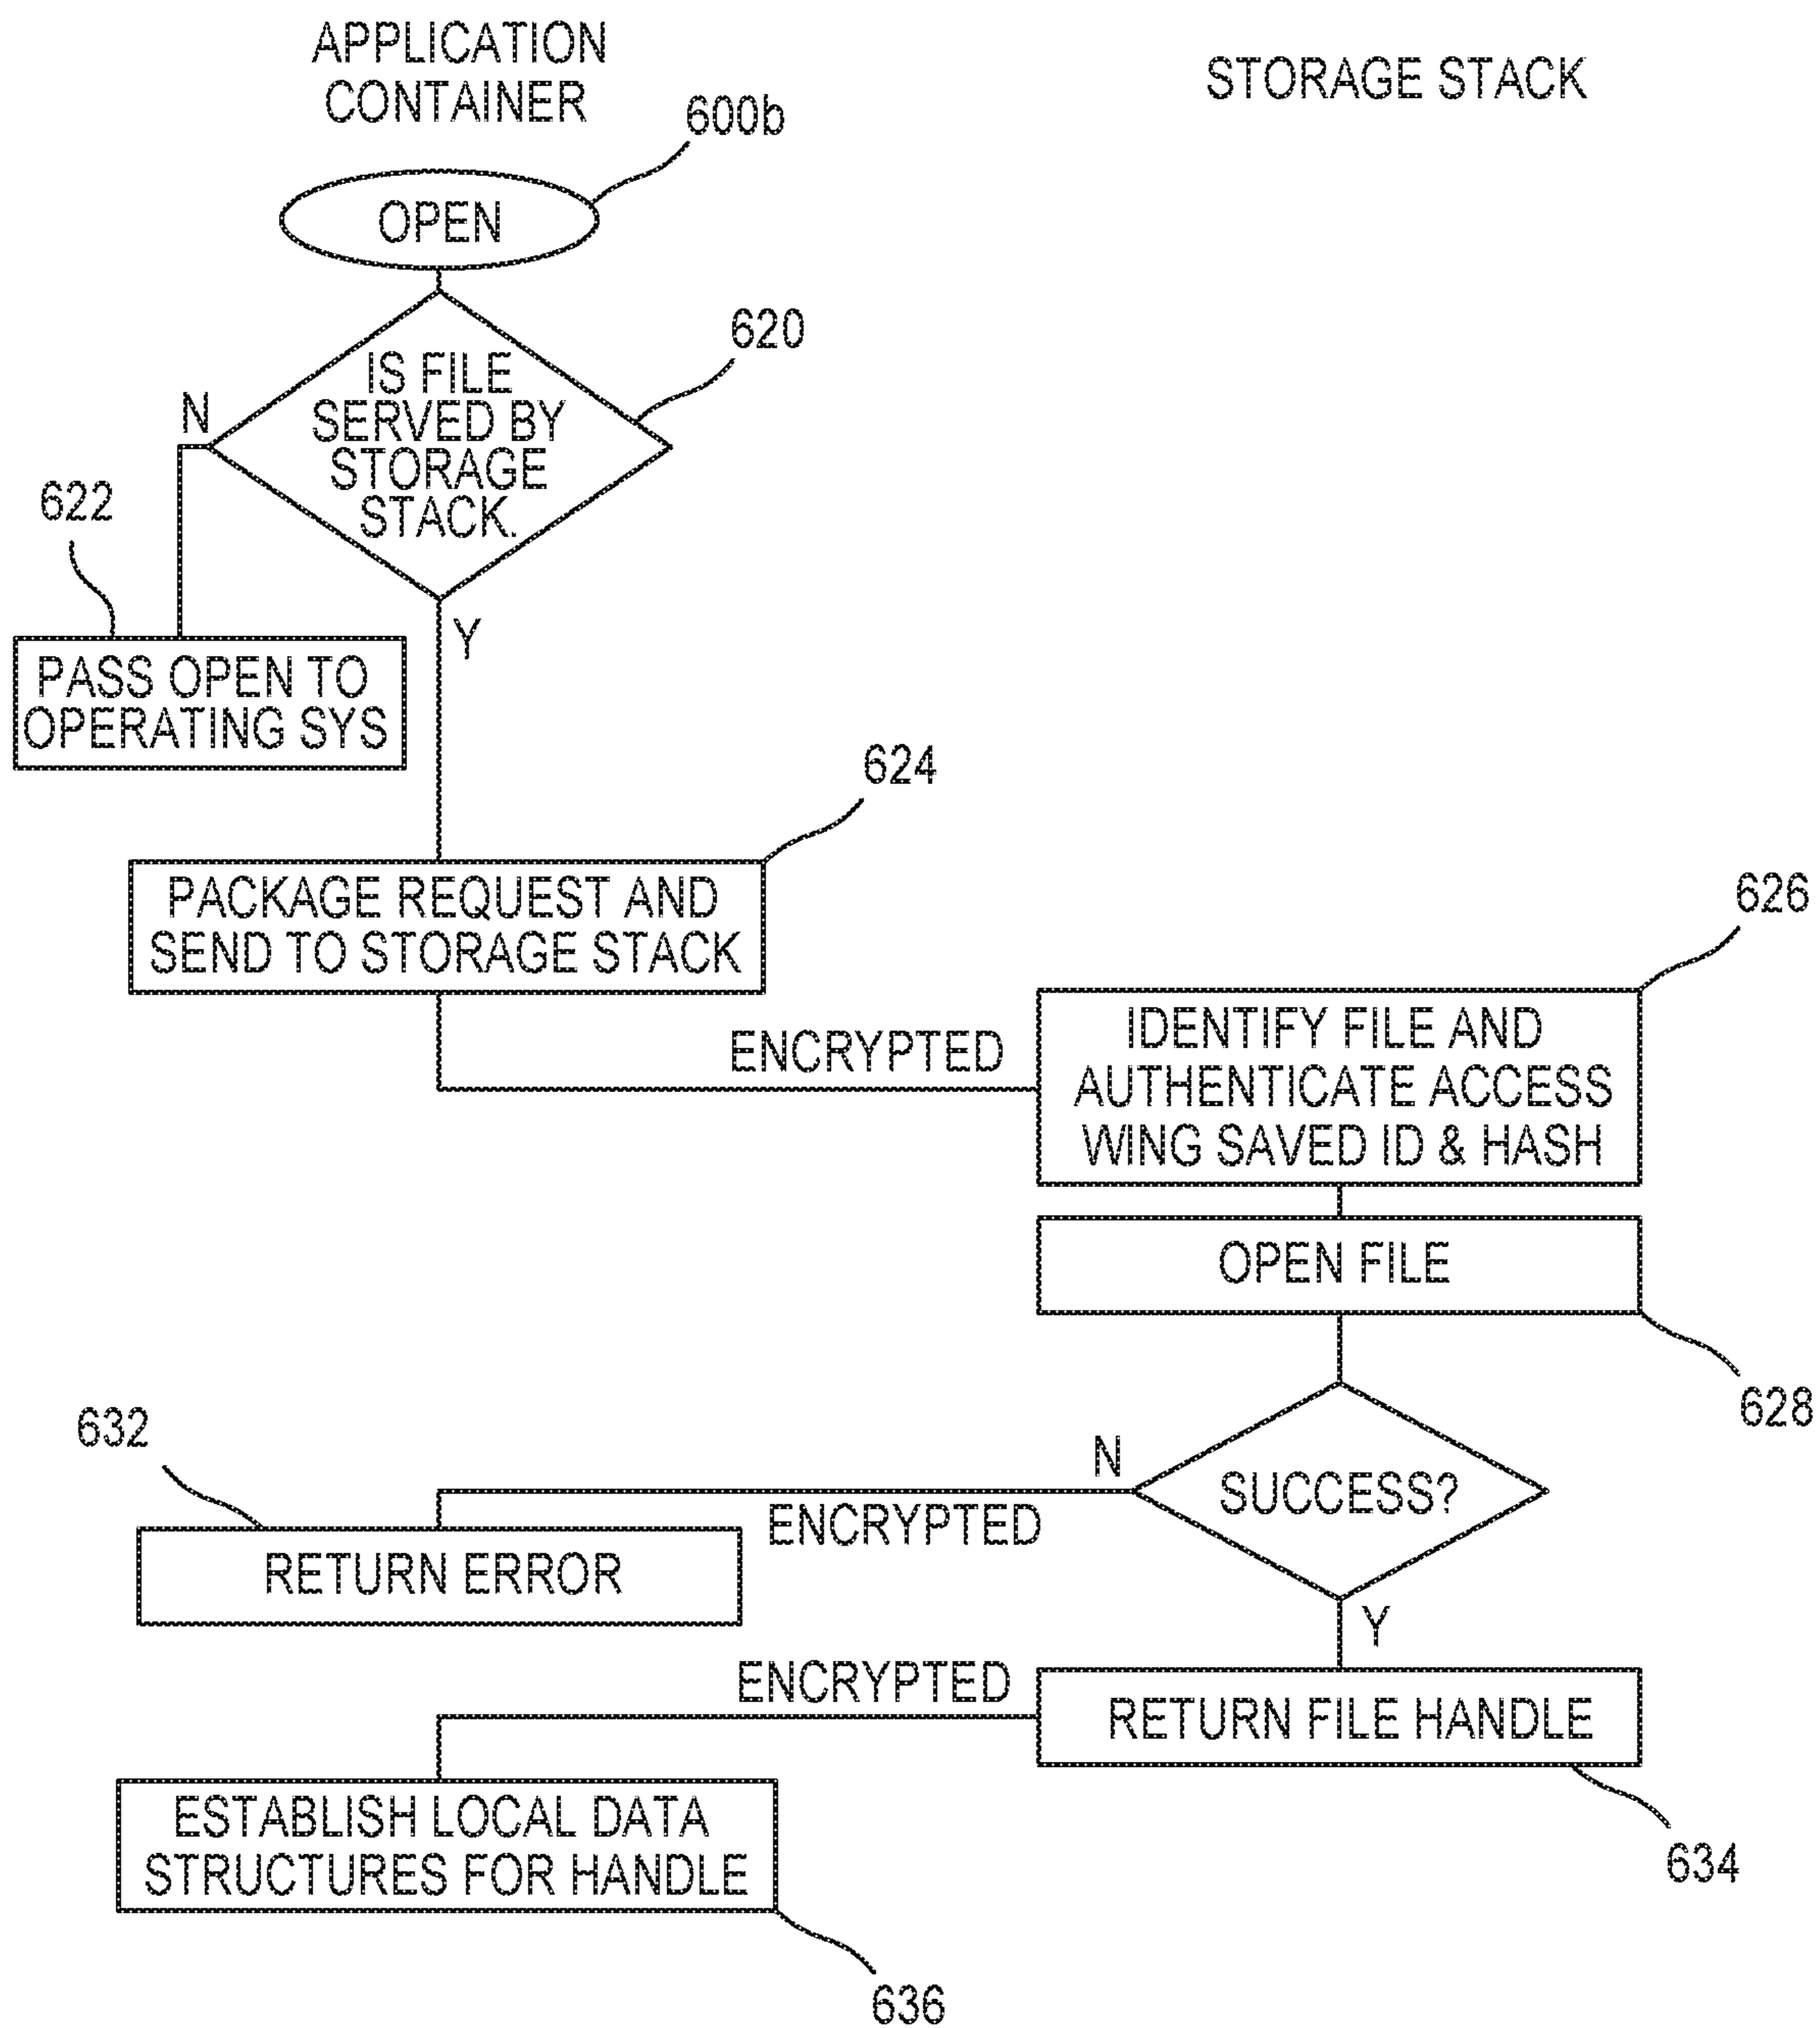 APPLICATION
CONTAINER
STORAGE STACK
600b
OPEN
620
IS FILE
SERVED BY
STORAGE
STACK.
N
622
Y
PASS OPEN TO
OPERATING SYS
624
PACKAGE REQUEST AND
SEND TO STORAGE STACK
626
ENCRYPTED
IDENTIFY FILE AND
AUTHENTICATE ACCESS
WING SAVED ID & HASH
OPEN FILE
628
632
N
SUCCESS?
ENCRYPTED
RETURN ERROR
Y
ENCRYPTED
RETURN FILE HANDLE
634
ESTABLISH LOCAL DATA
STRUCTURES FOR HANDLE
636